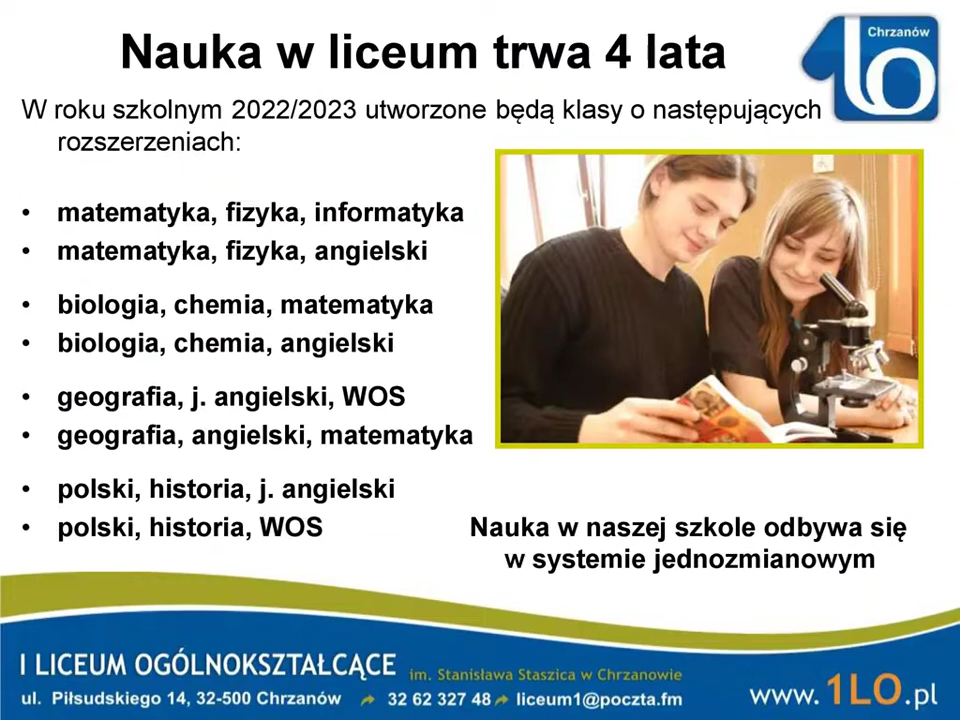 Nauka w liceum trwa 4 lata
Chrzanów
1LO
W roku szkolnym 2022/2023 utworzone będą klasy o następujących
rozszerzeniach:
• matematyka, fizyka, informatyka
• matematyka, fizyka, angielski
• biologia, chemia, matematyka
• biologia, chemia, angielski
• geografia, j. angielski, WOS
• geografia, angielski, matematyka
• polski, historia, j. angielski
• polski, historia, WOS
Nauka w naszej szkole odbywa się
w systemie jednozmianowym
I LICEUM OGÓLNOKSZTAŁCĄCE im. Stanisława Staszica w Chrzanowie
ul. Piłsudskiego 14, 32-500 Chrzanów 32 62 327 48 liceum1@poczta.fm
www.1LO.pl